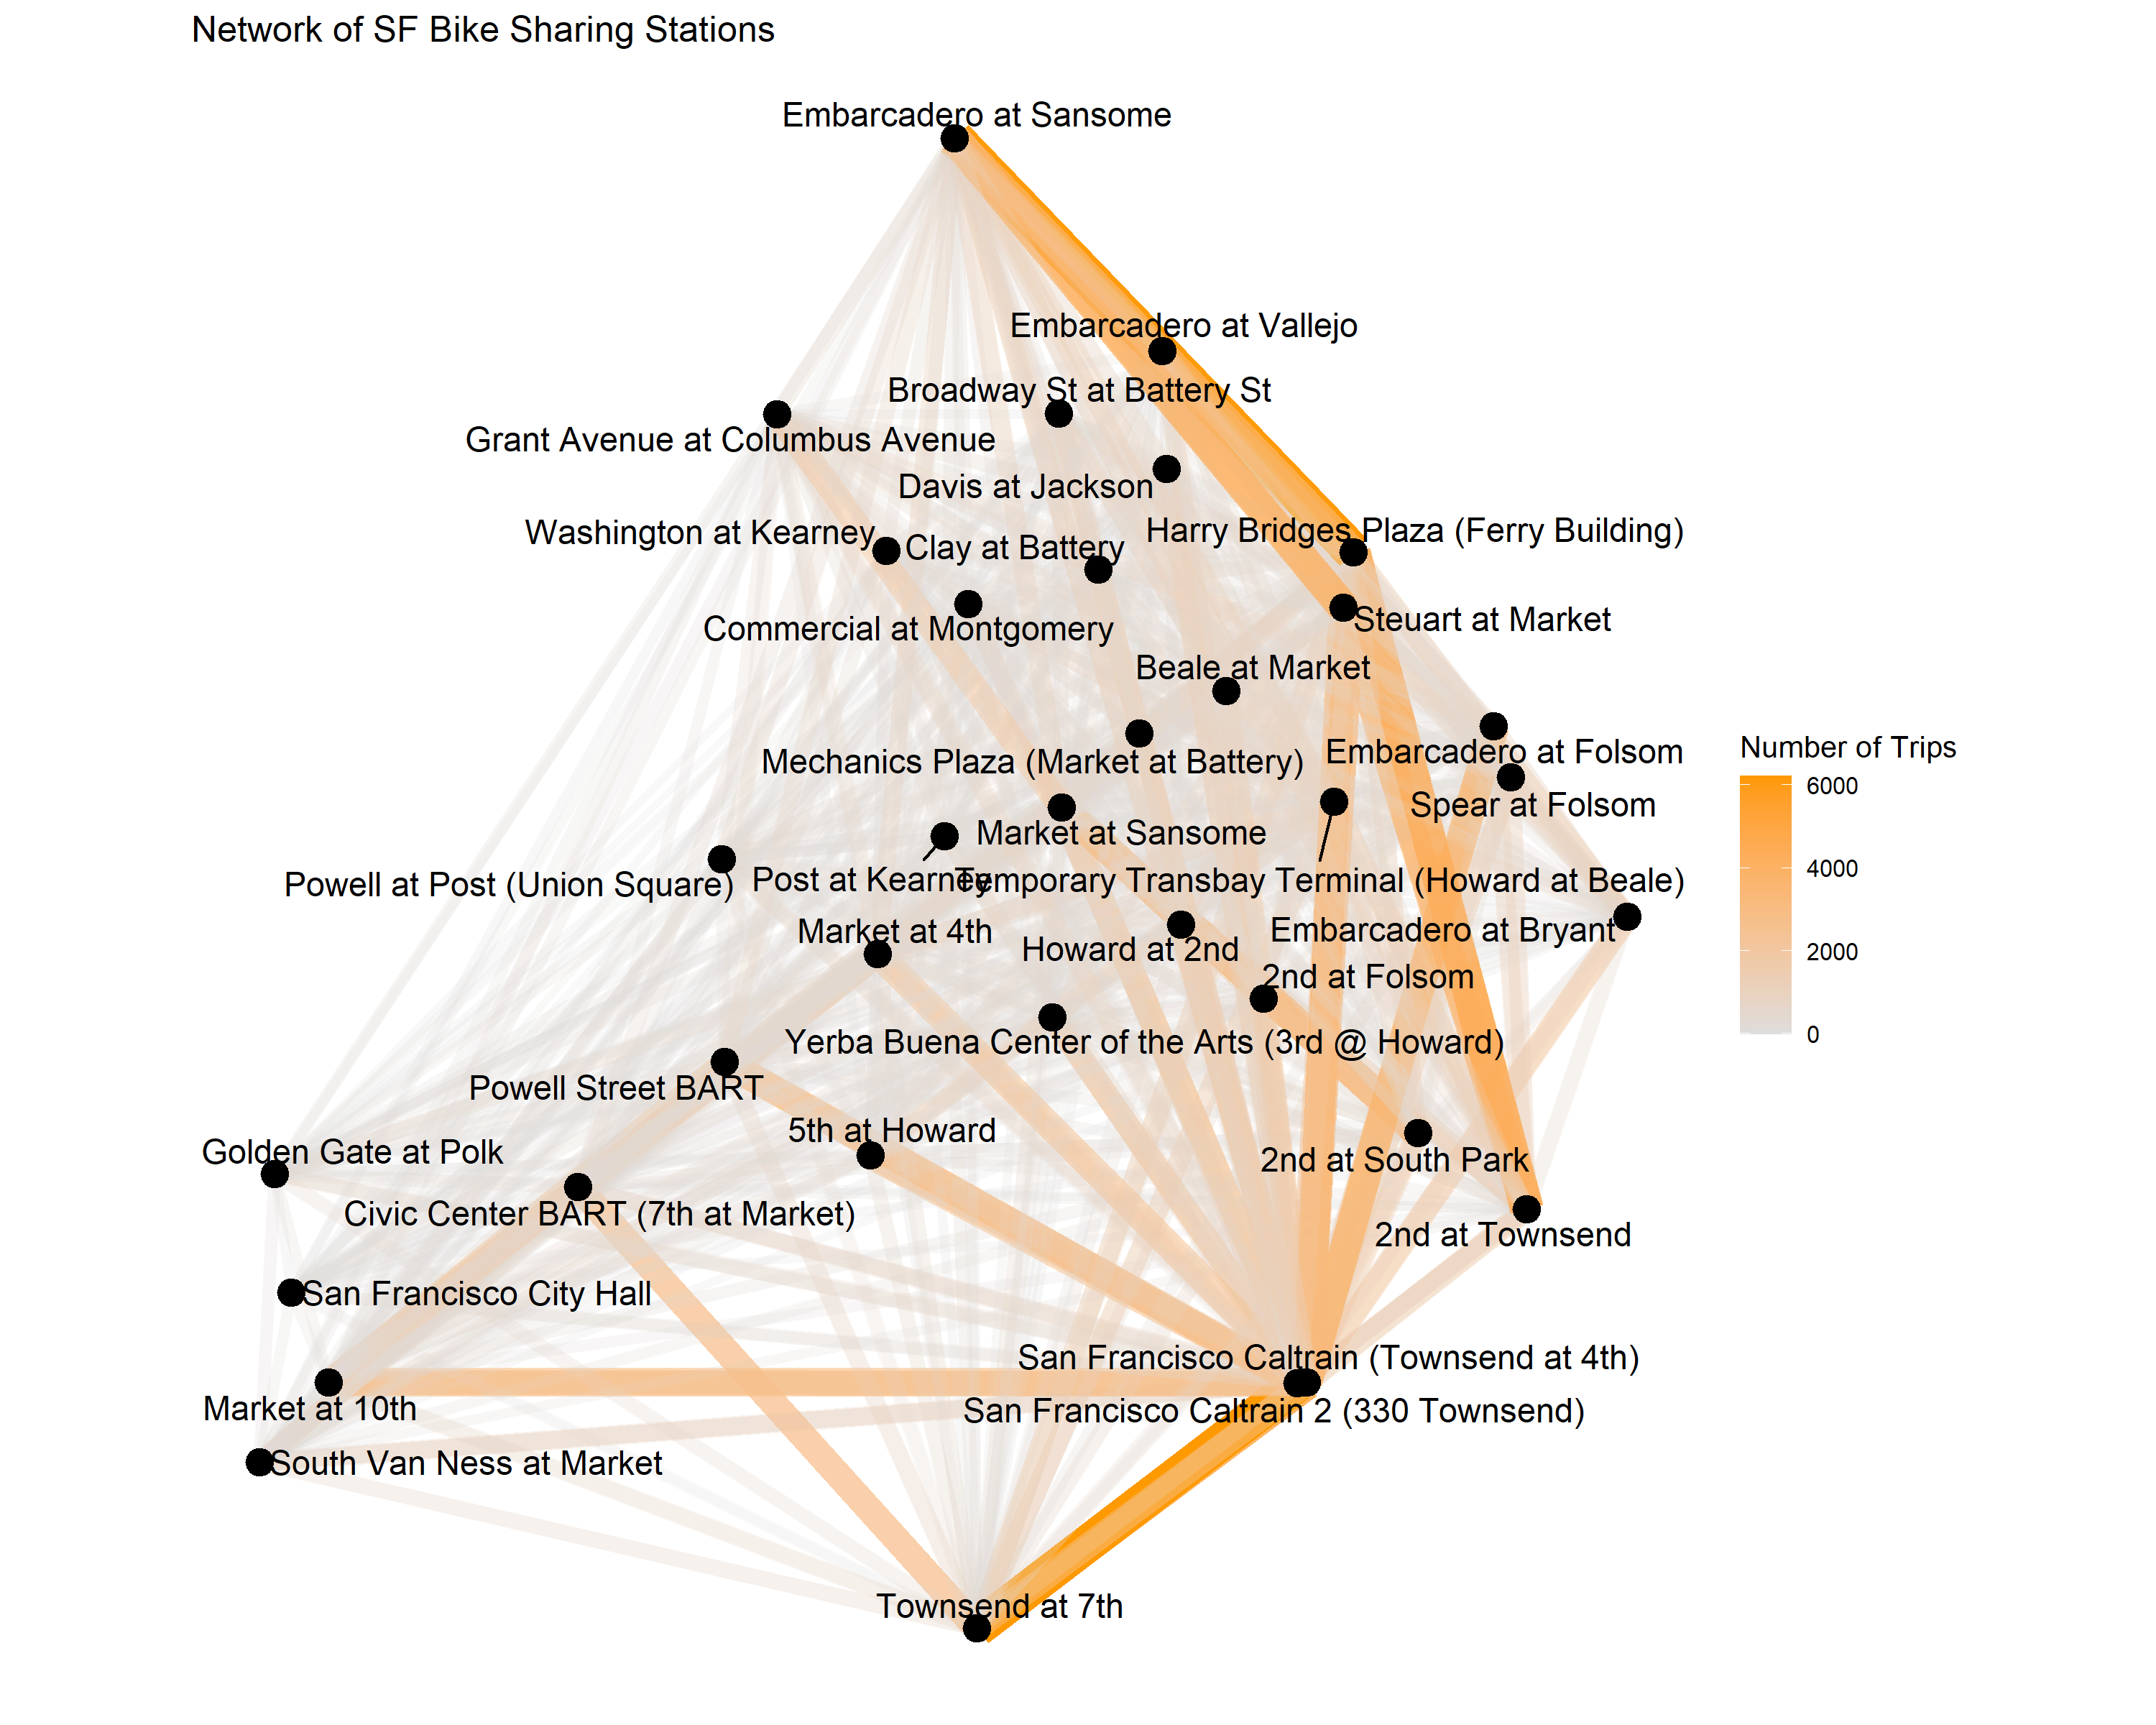 Network of SF Bike Sharing Stations
Embarcadero at Sansome
Embarcadero at Vallejo
Broadway St at Battery St
Grant Avenue at Columbus Avenue
Davis at Jackson
Washington at Kearney
Harry Bridges Plaza (Ferry Building)
Clay at Battery
Steuart at Market
Commercial at Montgomery
Beale at Market
Number of Trips
Embarcadero at Folsom
Mechanics Plaza (Market at Battery)
6000
Spear at Folsom
Market at Sansome
4000
Powell at Post (Union Square)
Post at Kearney
Temporary Transbay Terminal (Howard at Beale)
Embarcadero at Bryant
Market at 4th
Howard at 2nd
2000
2nd at Folsom
0
Yerba Buena Center of the Arts (3rd @ Howard)
Powell Street BART
5th at Howard
Golden Gate at Polk
2nd at South Park
Civic Center BART (7th at Market)
2nd at Townsend
San Francisco City Hall
San Francisco Caltrain (Townsend at 4th)
Market at 10th
San Francisco Caltrain 2 (330 Townsend)
South Van Ness at Market
Townsend at 7th